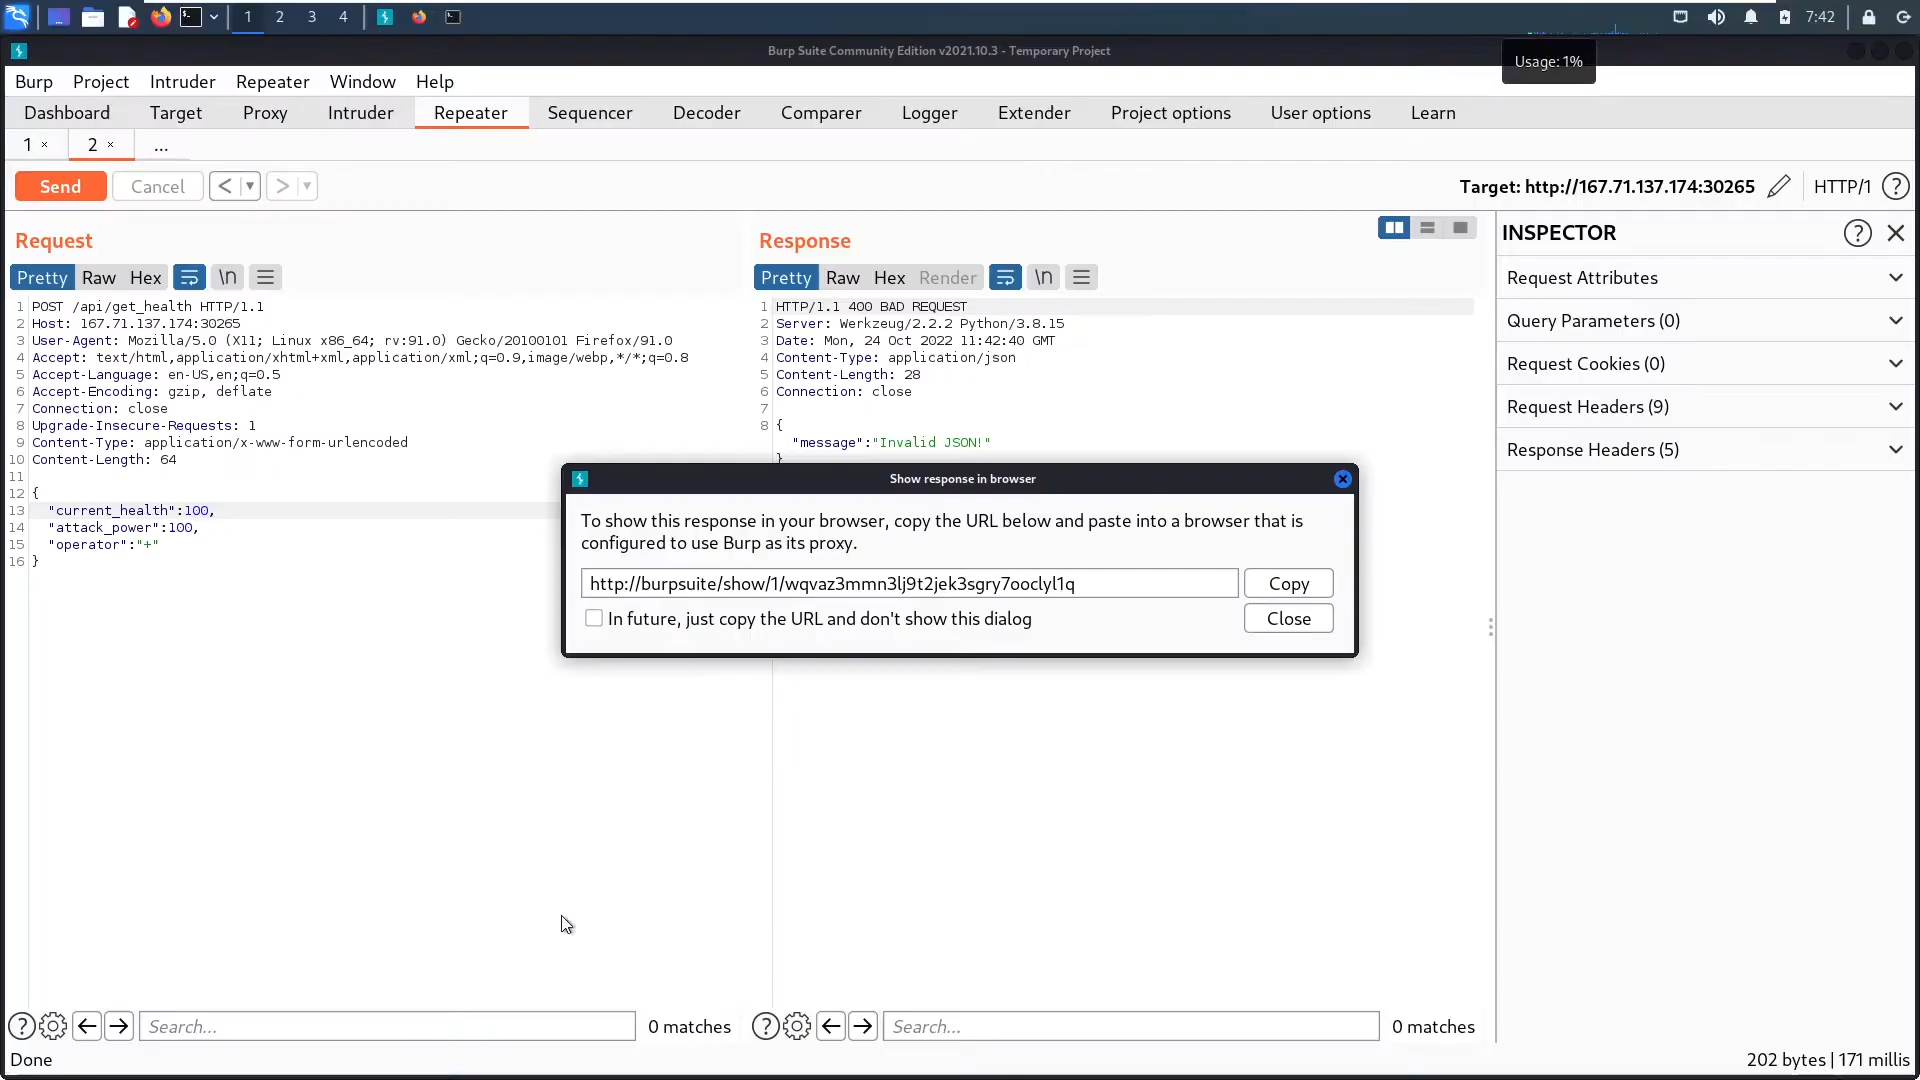 1 2 3 4 7:42
Burp Suite Community Edition v2021.10.3 - Temporary Project
Usage: 1%
Burp Project Intruder Repeater Window Help
Dashboard Target Proxy Intruder Repeater Sequencer Decoder Comparer Logger Extender Project options User options Learn
1 × 2 × ...
Send Cancel < > Target: http://167.71.137.174:30265 HTTP/1 ?
Request
Pretty Raw Hex \n
1 POST /api/get_health HTTP/1.1
2 Host: 167.71.137.174:30265
3 User-Agent: Mozilla/5.0 (X11; Linux x86_64; rv:91.0) Gecko/20100101 Firefox/91.0
4 Accept: text/html,application/xhtml+xml,application/xml;q=0.9,image/webp,*/*;q=0.8
5 Accept-Language: en-US,en;q=0.5
6 Accept-Encoding: gzip, deflate
7 Connection: close
8 Upgrade-Insecure-Requests: 1
9 Content-Type: application/x-www-form-urlencoded
10 Content-Length: 64
11
12 {
13 "current_health":100,
14 "attack_power":100,
15 "operator":"+"
16 }
Response
Pretty Raw Hex Render \n
1 HTTP/1.1 400 BAD REQUEST
2 Server: Werkzeug/2.2.2 Python/3.8.15
3 Date: Mon, 24 Oct 2022 11:42:40 GMT
4 Content-Type: application/json
5 Content-Length: 28
6 Connection: close
7
8 {
"message":"Invalid JSON!"
}
INSPECTOR ?
Request Attributes
Query Parameters (0)
Request Cookies (0)
Request Headers (9)
Response Headers (5)
Show response in browser
To show this response in your browser, copy the URL below and paste into a browser that is
configured to use Burp as its proxy.
http://burpsuite/show/1/wqvaz3mmn3lj9t2jek3sgry7ooclyl1q Copy
In future, just copy the URL and don't show this dialog Close
? Search... 0 matches ? Search... 0 matches
Done 202 bytes | 171 millis